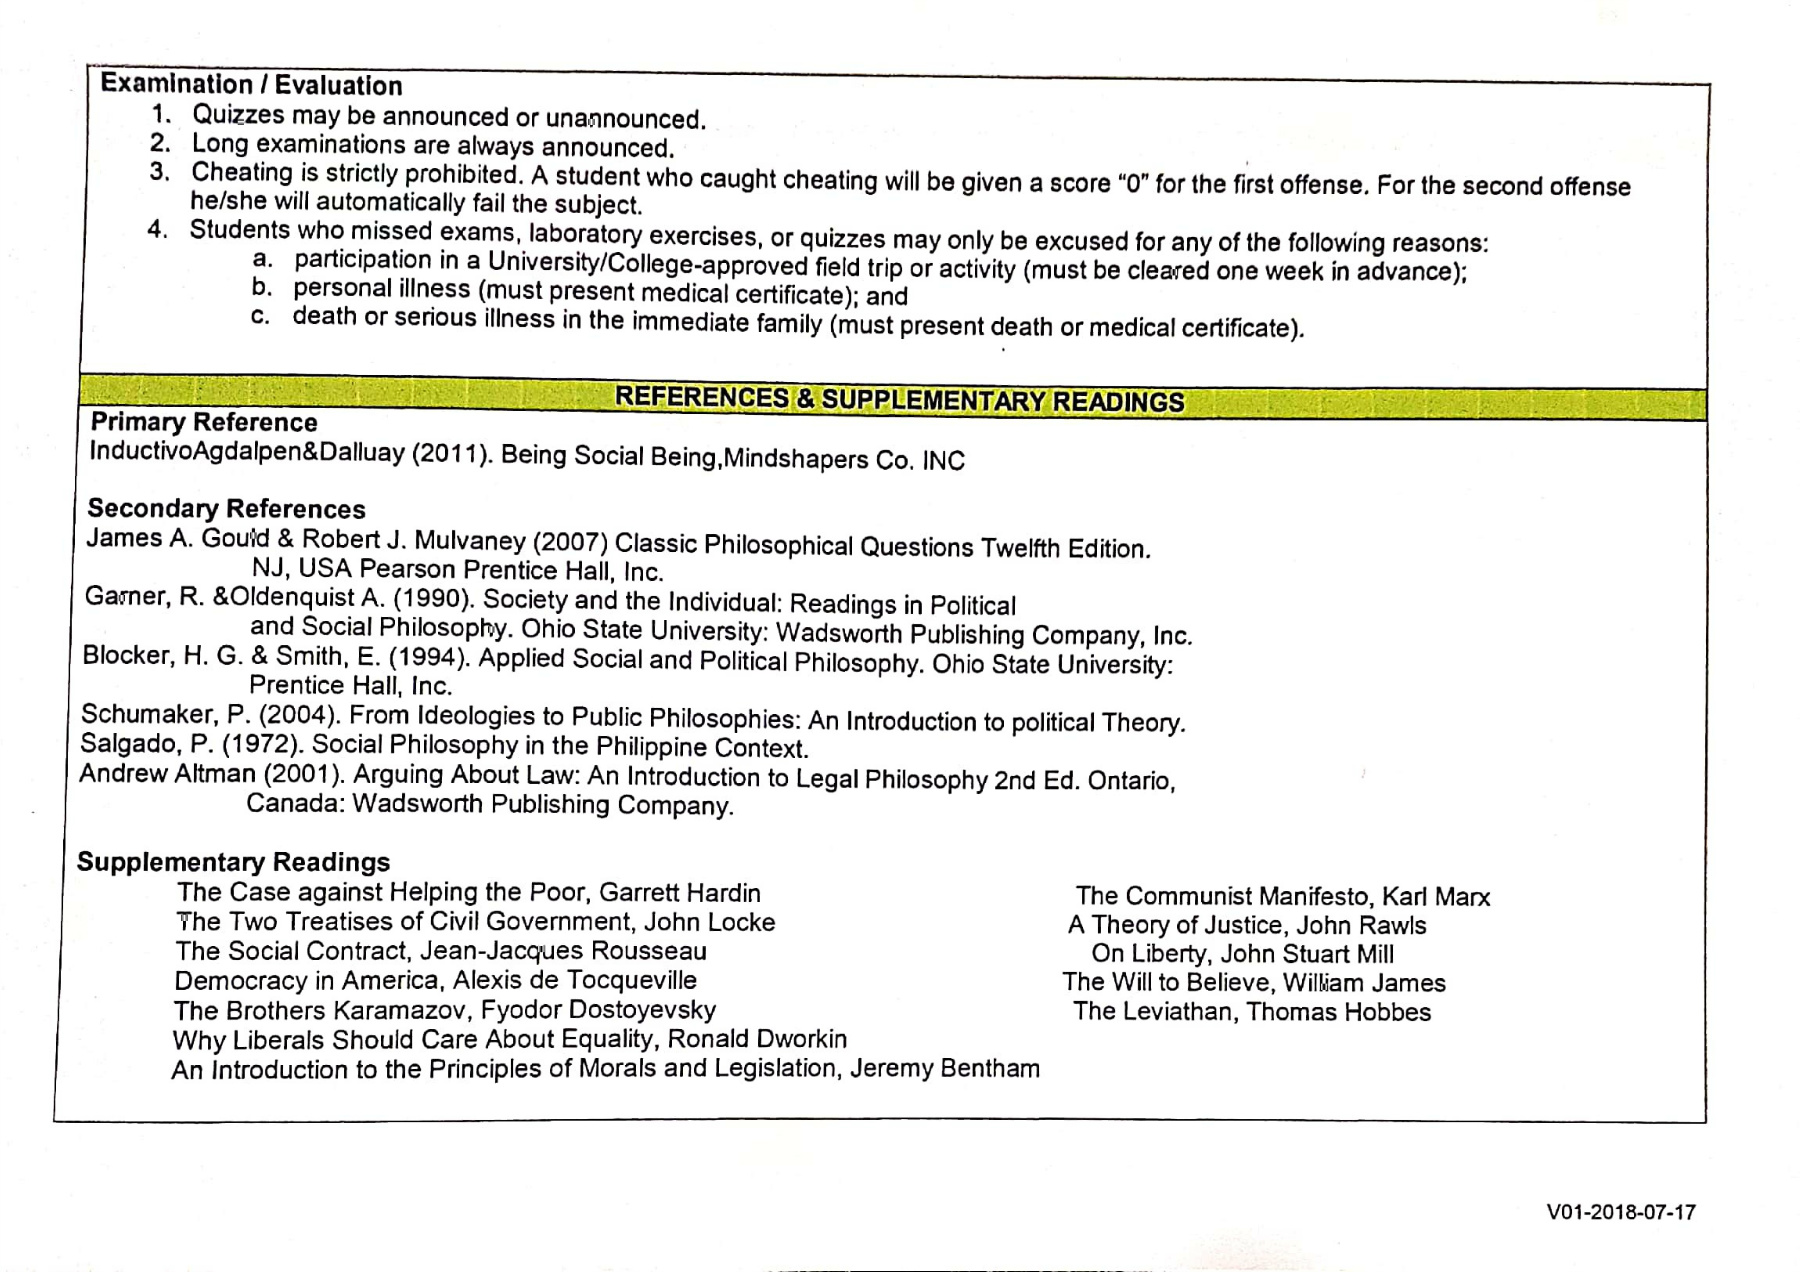 Examination / Evaluation
1. Quizzes may be announced or unannounced.
2. Long examinations are always announced.
3. Cheating is strictly prohibited. A student who caught cheating will be given a score “0” for the first offense. For the second offense
he/she will automatically fail the subject.
4. Students who missed exams, laboratory exercises, or quizzes may only be excused for any of the following reasons:
a. participation in a University/College-approved field trip or activity (must be cleared one week in advance);
b. personal illness (must present medical certificate); and
c. death or serious illness in the immediate family (must present death or medical certificate).
REFERENCES & SUPPLEMENTARY READINGS
Primary Reference
InductivoAgdalpen&Dalluay (2011). Being Social Being,Mindshapers Co. INC
Secondary References
James A. Gould & Robert J. Mulvaney (2007) Classic Philosophical Questions Twelfth Edition.
NJ, USA Pearson Prentice Hall, Inc.
Garner, R. &Oldenquist A. (1990). Society and the Individual: Readings in Political
and Social Philosophy. Ohio State University: Wadsworth Publishing Company, Inc.
Blocker, H. G. & Smith, E. (1994). Applied Social and Political Philosophy. Ohio State University:
Prentice Hall, Inc.
Schumaker, P. (2004). From Ideologies to Public Philosophies: An Introduction to political Theory.
Salgado, P. (1972). Social Philosophy in the Philippine Context.
Andrew Altman (2001). Arguing About Law: An Introduction to Legal Philosophy 2nd Ed. Ontario,
Canada: Wadsworth Publishing Company.
Supplementary Readings
The Case against Helping the Poor, Garrett Hardin
The Two Treatises of Civil Government, John Locke
The Social Contract, Jean-Jacques Rousseau
Democracy in America, Alexis de Tocqueville
The Brothers Karamazov, Fyodor Dostoyevsky
Why Liberals Should Care About Equality, Ronald Dworkin
An Introduction to the Principles of Morals and Legislation, Jeremy Bentham
The Communist Manifesto, Karl Marx
A Theory of Justice, John Rawls
On Liberty, John Stuart Mill
The Will to Believe, William James
The Leviathan, Thomas Hobbes
V01-2018-07-17